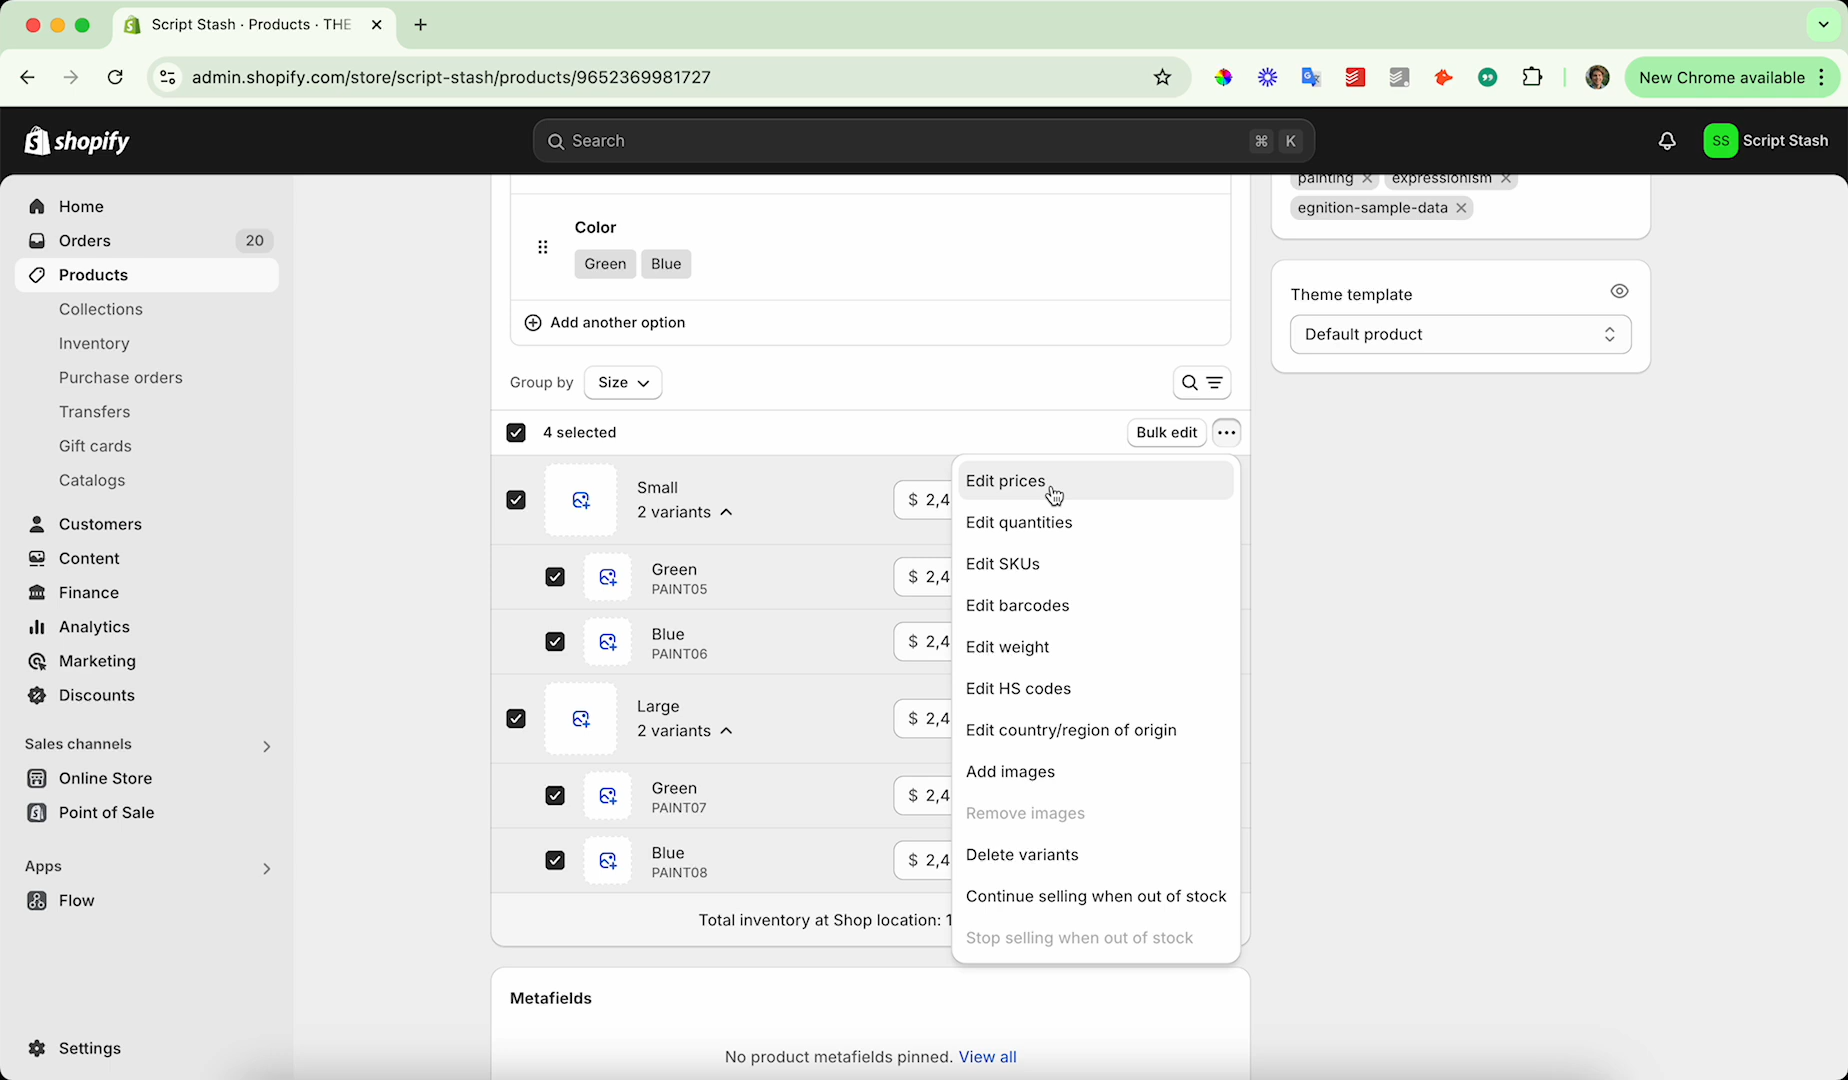 Script Stash · Products · THE
admin.shopify.com/store/script-stash/products/9652369981727
New Chrome available
shopify
Search
⌘ K
SS Script Stash
Home
Orders 20
Products
Collections
Inventory
Purchase orders
Transfers
Gift cards
Catalogs
Customers
Content
Finance
Analytics
Marketing
Discounts
Sales channels
Online Store
Point of Sale
Apps
Flow
Settings
Color
Green Blue
Add another option
Group by Size
4 selected
Bulk edit
Small
2 variants
$ 2,4
Green
PAINT05
$ 2,4
Blue
PAINT06
$ 2,4
Large
2 variants
$ 2,4
Green
PAINT07
$ 2,4
Blue
PAINT08
$ 2,4
Total inventory at Shop location: 1
Edit prices
Edit quantities
Edit SKUs
Edit barcodes
Edit weight
Edit HS codes
Edit country/region of origin
Add images
Remove images
Delete variants
Continue selling when out of stock
Stop selling when out of stock
Metafields
No product metafields pinned. View all
painting expressionism
egnition-sample-data
Theme template
Default product